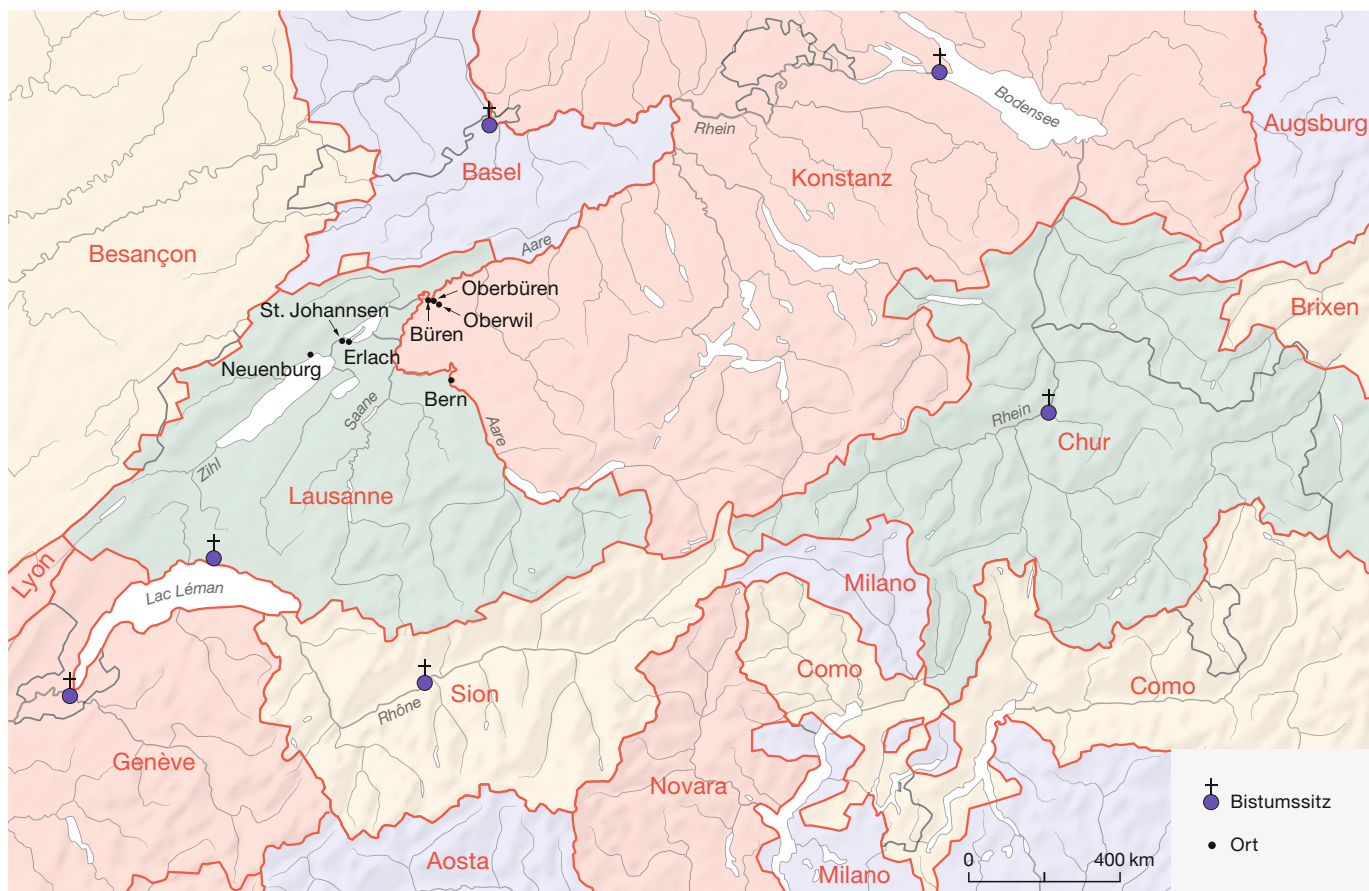 Bodensee
Augsburg
Rhein
Basel
Konstanz
Besançon
Aare
Oberbüren
St. Johannsen
Oberwil
Brixen
Büren
Erlach
Neuenburg
Bern
Saane
Aare
Rhein
Chur
Zihl
Lausanne
Lyon
Lac Léman
Milano
Como
Como
Sion
Rhône
Genève
Novara
Aosta
Milano
Bistumssitz
Ort
0 400 km